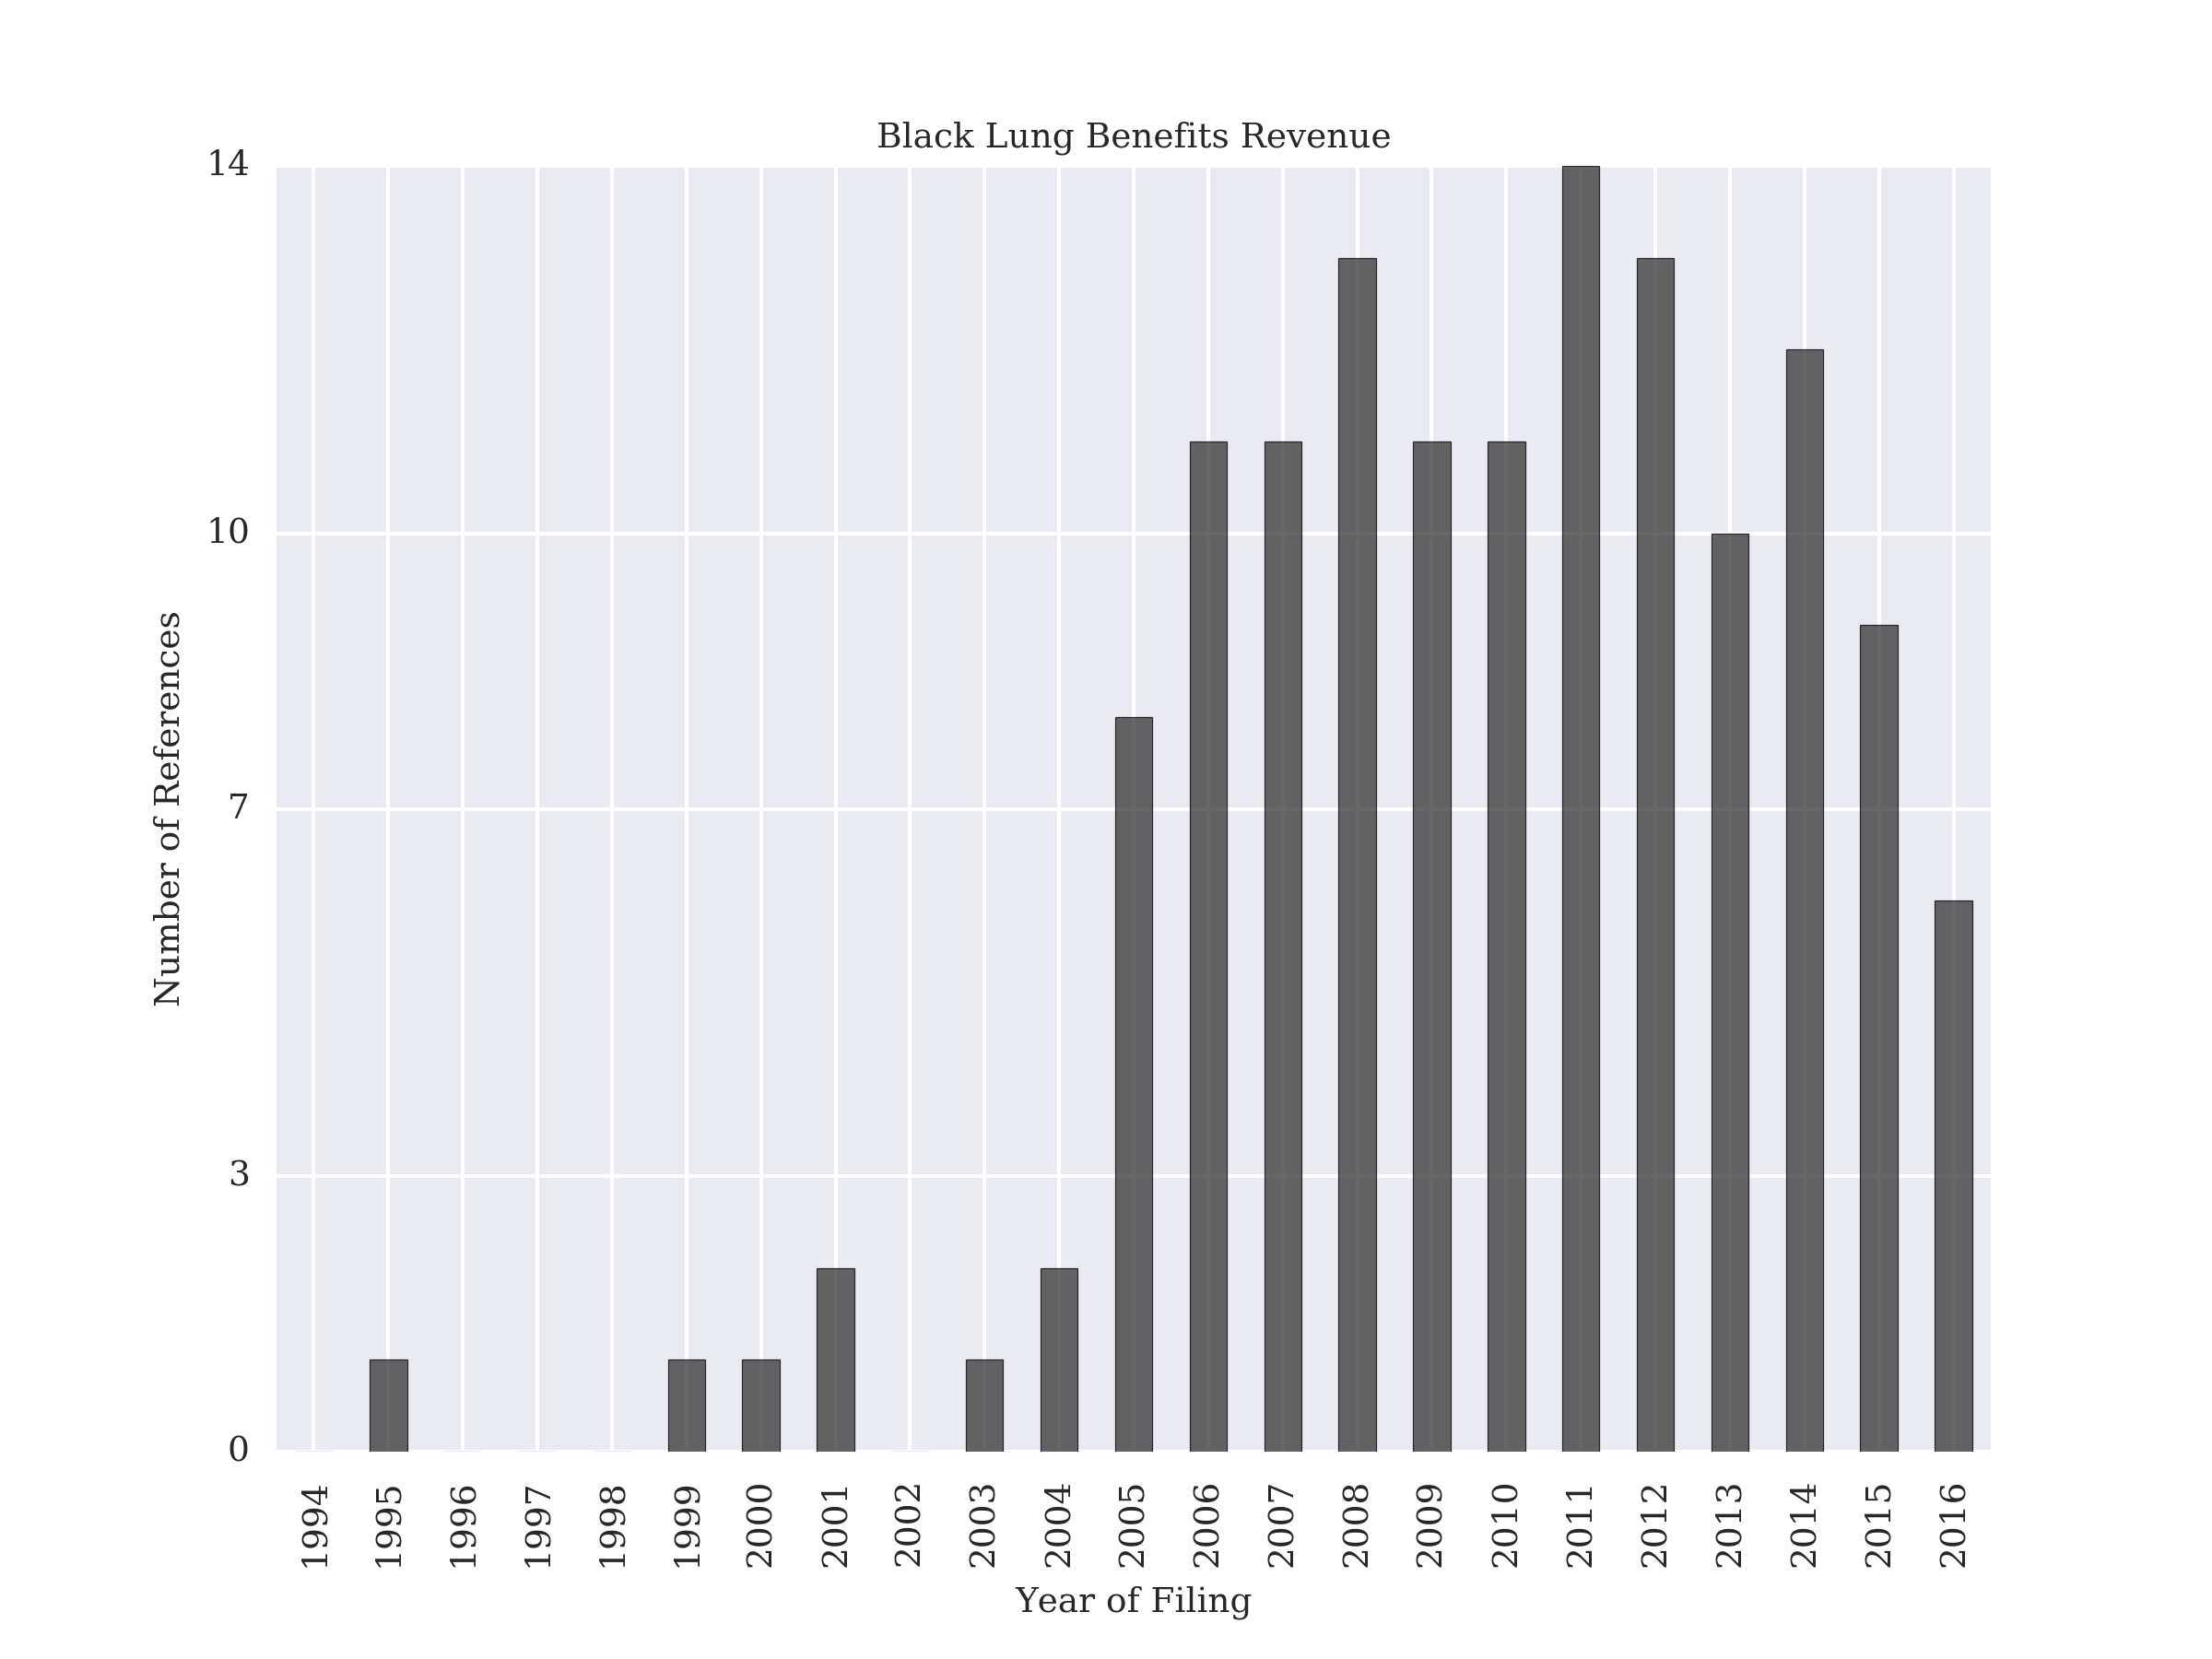 Black Lung Benefits Revenue
14
10
7
3
0
Number of References
1994 1995 1996 1997 1998 1999 2000 2001 2002 2003 2004 2005 2006 2007 2008 2009 2010 2011 2012 2013 2014 2015 2016
Year of Filing